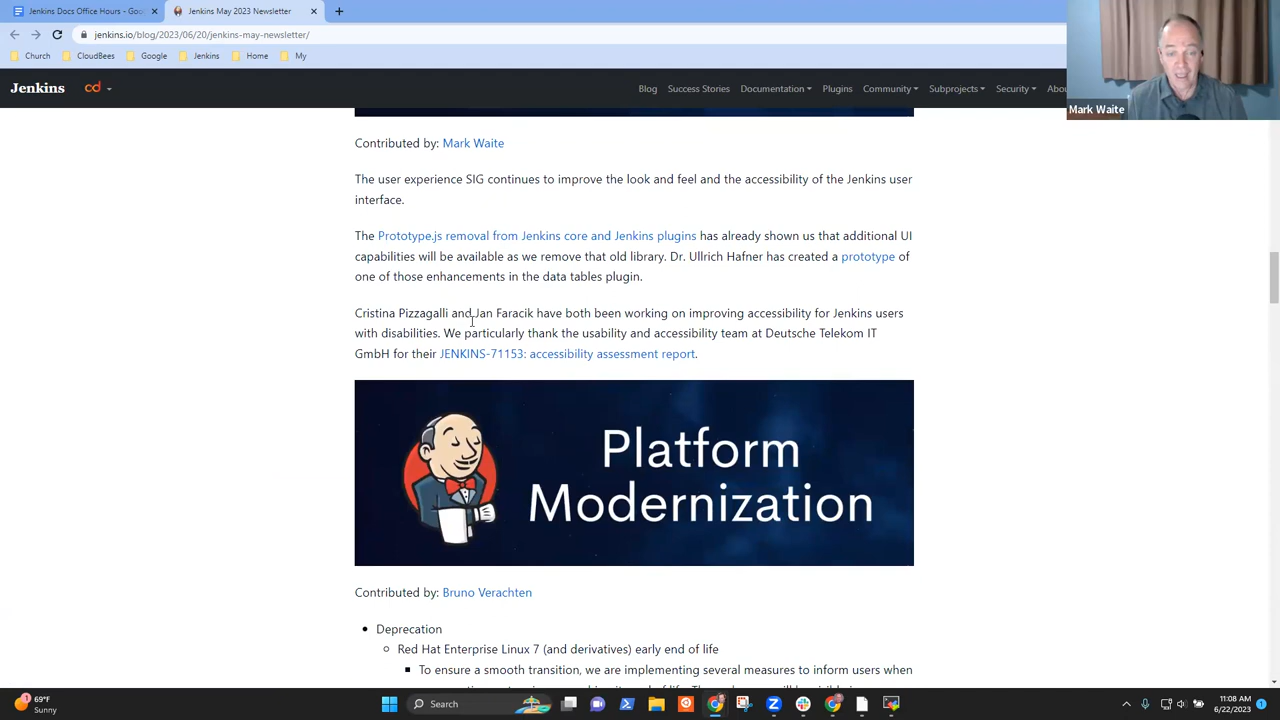 Jenkins Docs Office Hours - Goo
Jenkins May 2023 Newsletter
jenkins.io/blog/2023/06/20/jenkins-may-newsletter/
Church
CloudBees
Google
Jenkins
Home
My
Mark Waite
Jenkins
cd
Blog
Success Stories
Documentation
Plugins
Community
Subprojects
Security
Abou
Contributed by: Mark Waite
The user experience SIG continues to improve the look and feel and the accessibility of the Jenkins user
interface.
The Prototype.js removal from Jenkins core and Jenkins plugins has already shown us that additional UI
capabilities will be available as we remove that old library. Dr. Ullrich Hafner has created a prototype of
one of those enhancements in the data tables plugin.
Cristina Pizzagalli and Jan Faracik have both been working on improving accessibility for Jenkins users
with disabilities. We particularly thank the usability and accessibility team at Deutsche Telekom IT
GmbH for their JENKINS-71153: accessibility assessment report.
Platform
Modernization
Contributed by: Bruno Verachten
Deprecation
Red Hat Enterprise Linux 7 (and derivatives) early end of life
To ensure a smooth transition, we are implementing several measures to inform users when
1
69°F
Sunny
Search
11:08 AM
6/22/2023